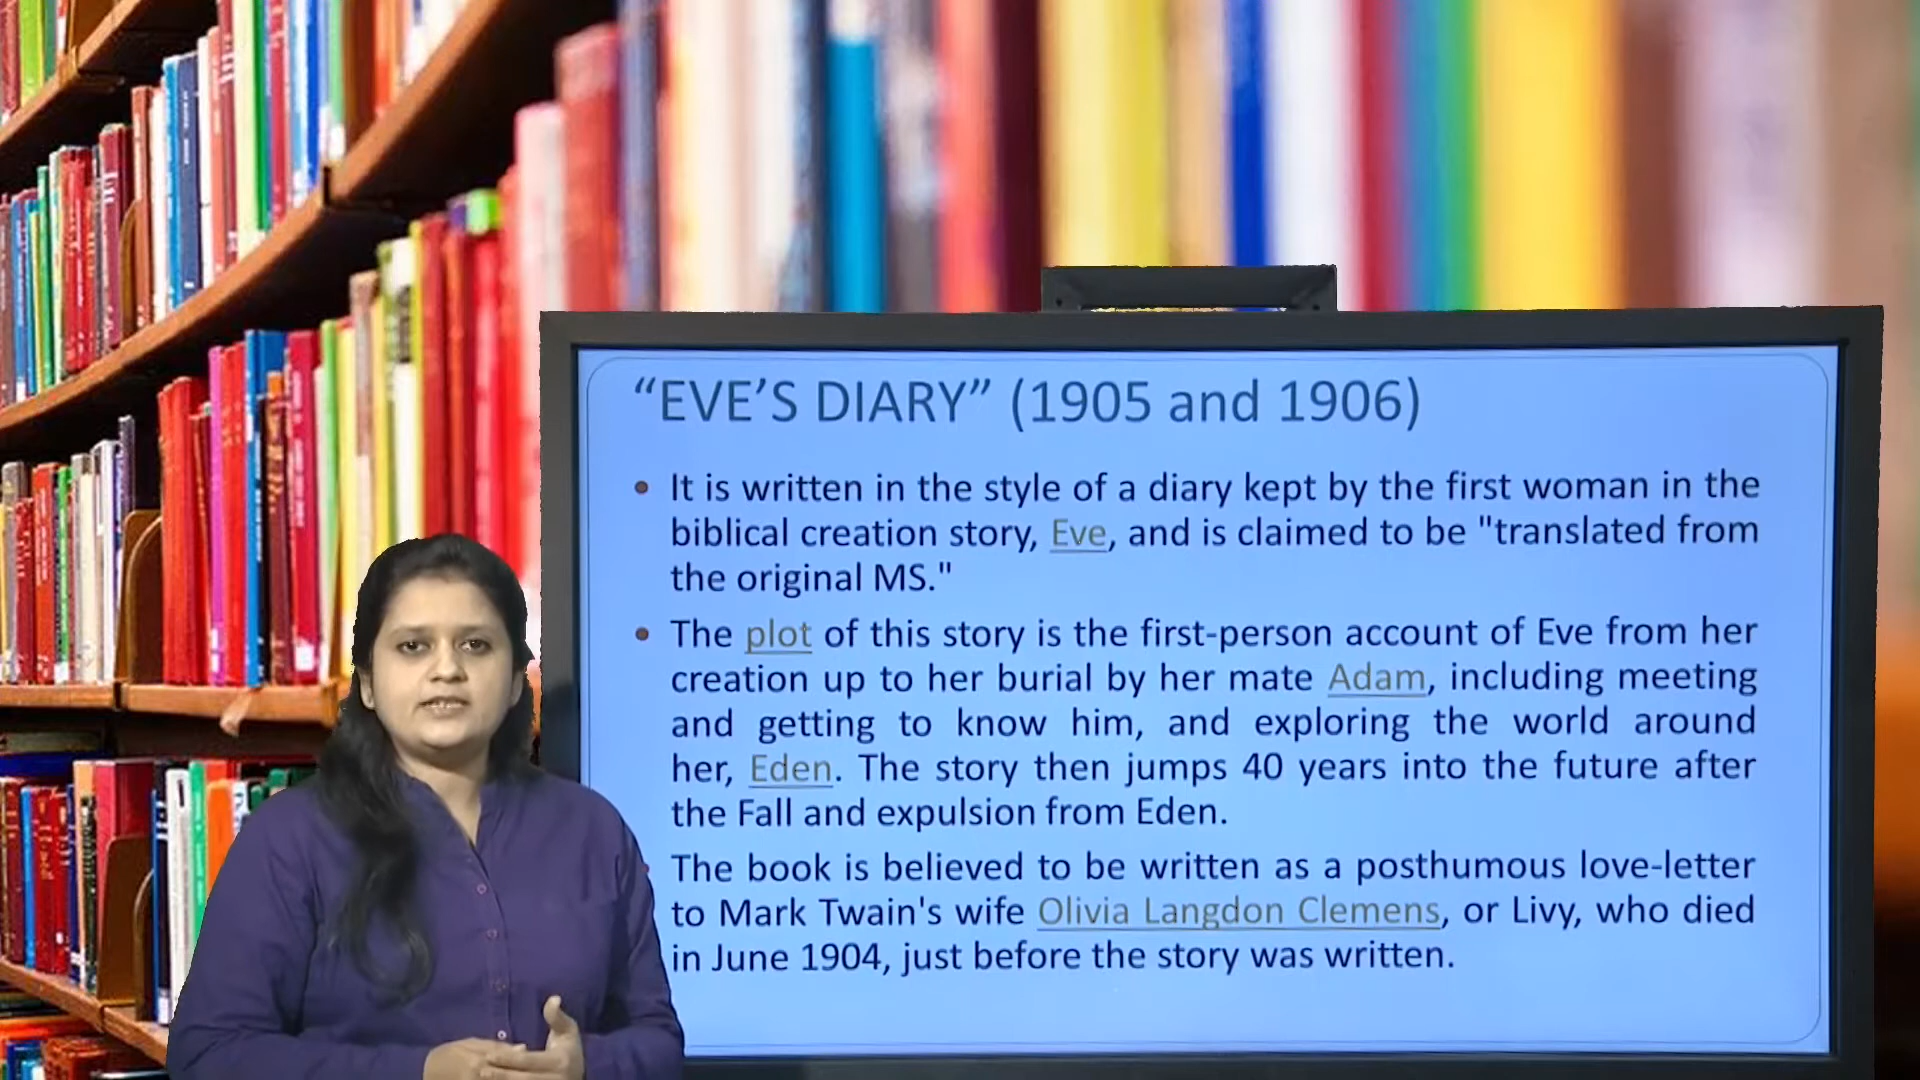 “EVE’S DIARY” (1905 and 1906)
• It is written in the style of a diary kept by the first woman in the
biblical creation story, Eve, and is claimed to be "translated from
the original MS."
• The plot of this story is the first-person account of Eve from her
creation up to her burial by her mate Adam, including meeting
and getting to know him, and exploring the world around
her, Eden. The story then jumps 40 years into the future after
the Fall and expulsion from Eden.
The book is believed to be written as a posthumous love-letter
to Mark Twain's wife Olivia Langdon Clemens, or Livy, who died
in June 1904, just before the story was written.